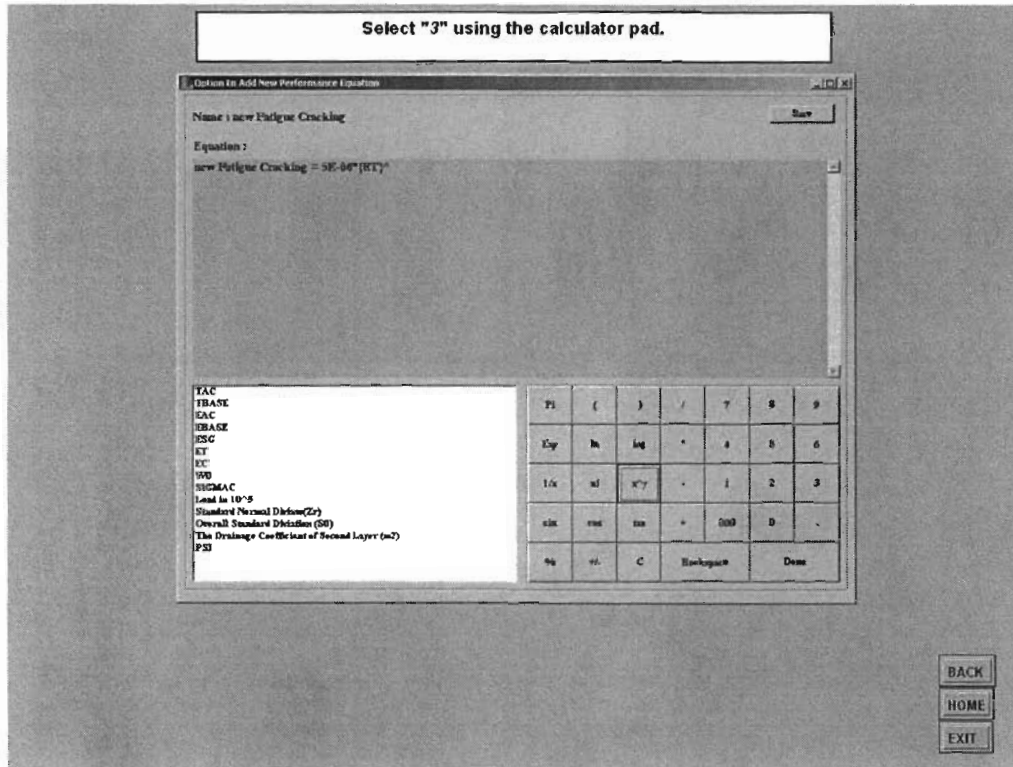 Select "3" using the calculator pad.
Option to Add New Performance Equation
Name : new Fatigue Cracking
Save
Equation :
new Fatigue Cracking = 5E-06*(ET)^
TAC
TBASE
EAC
EBASE
ESG
ET
EC
W0
SIGMAC
Load in 10^5
Standard Normal Diviate(Zr)
Overall Standard Diviation (S0)
The Drainage Coefficient of Second Layer (m2)
PSI
Pi ( ) / 7 8 9
Exp ln log * 4 5 6
1/x x! x^y - 1 2 3
sin cos tan + 000 0 .
% +/- C Backspace Done
BACK
HOME
EXIT